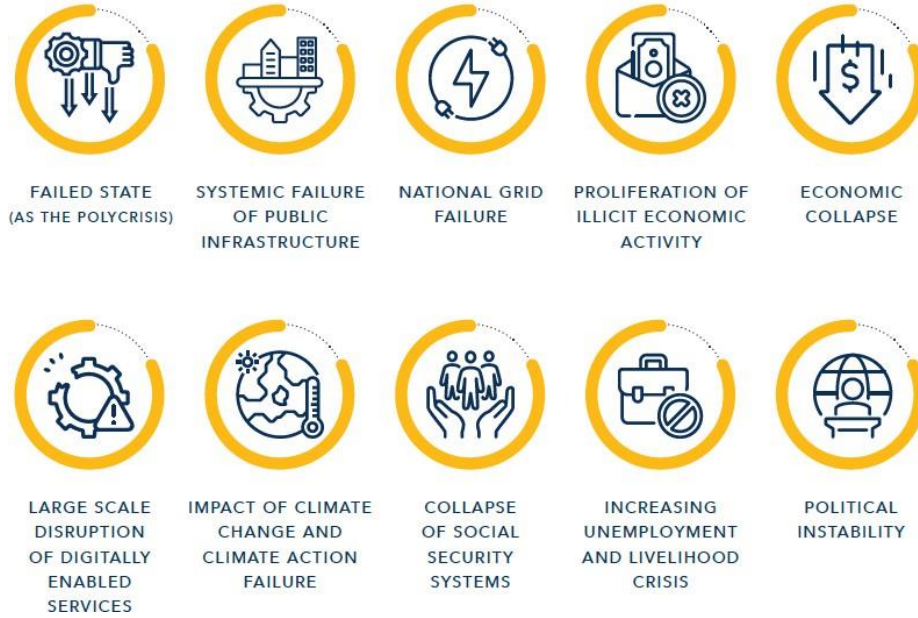 FAILED STATE
(AS THE POLYCRISIS)
SYSTEMIC FAILURE
OF PUBLIC
INFRASTRUCTURE
NATIONAL GRID
FAILURE
PROLIFERATION OF
ILLICIT ECONOMIC
ACTIVITY
$
ECONOMIC
COLLAPSE
LARGE SCALE
DISRUPTION
OF DIGITALLY
ENABLED
SERVICES
IMPACT OF CLIMATE
CHANGE AND
CLIMATE ACTION
FAILURE
COLLAPSE
OF SOCIAL
SECURITY
SYSTEMS
INCREASING
UNEMPLOYMENT
AND LIVELIHOOD
CRISIS
POLITICAL
INSTABILITY